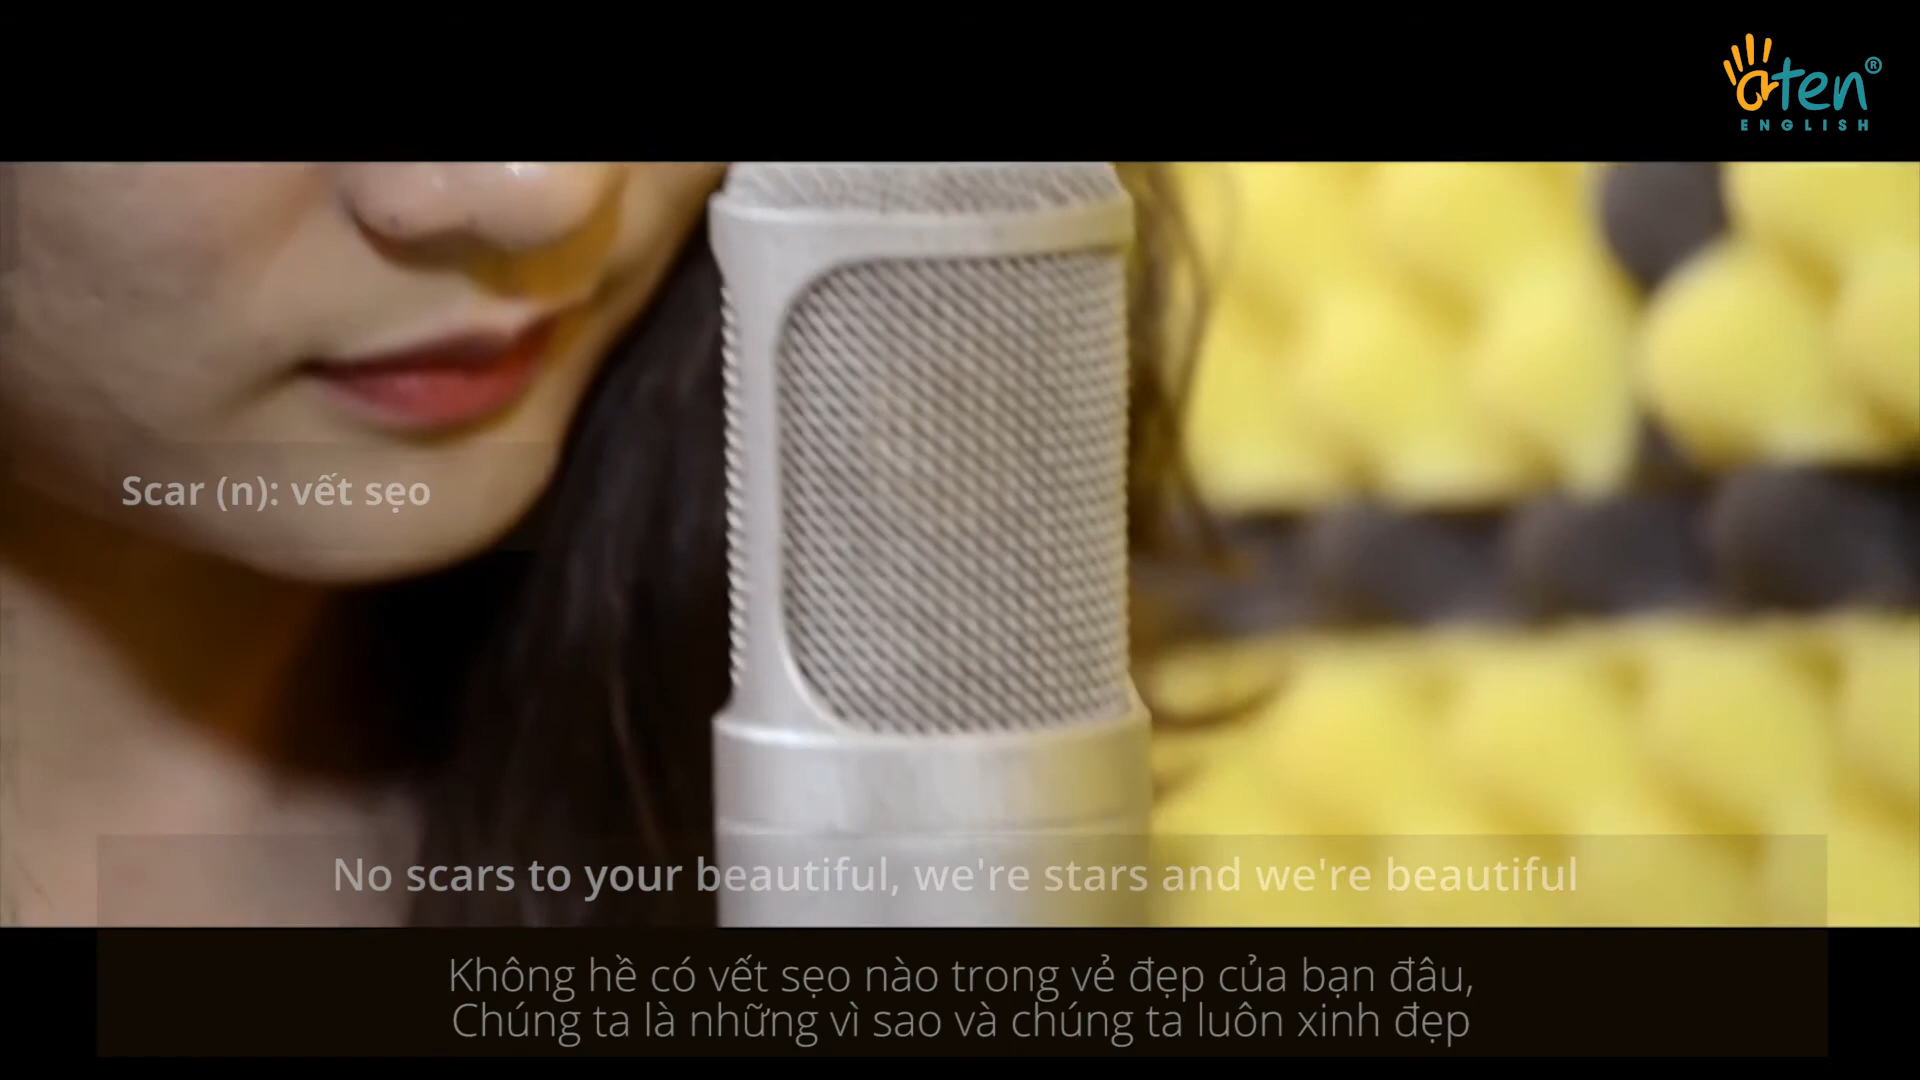 aten®
ENGLISH
Scar (n): vết sẹo
No scars to your beautiful, we're stars and we're beautiful
Không hề có vết sẹo nào trong vẻ đẹp của bạn đâu,
Chúng ta là những vì sao và chúng ta luôn xinh đẹp